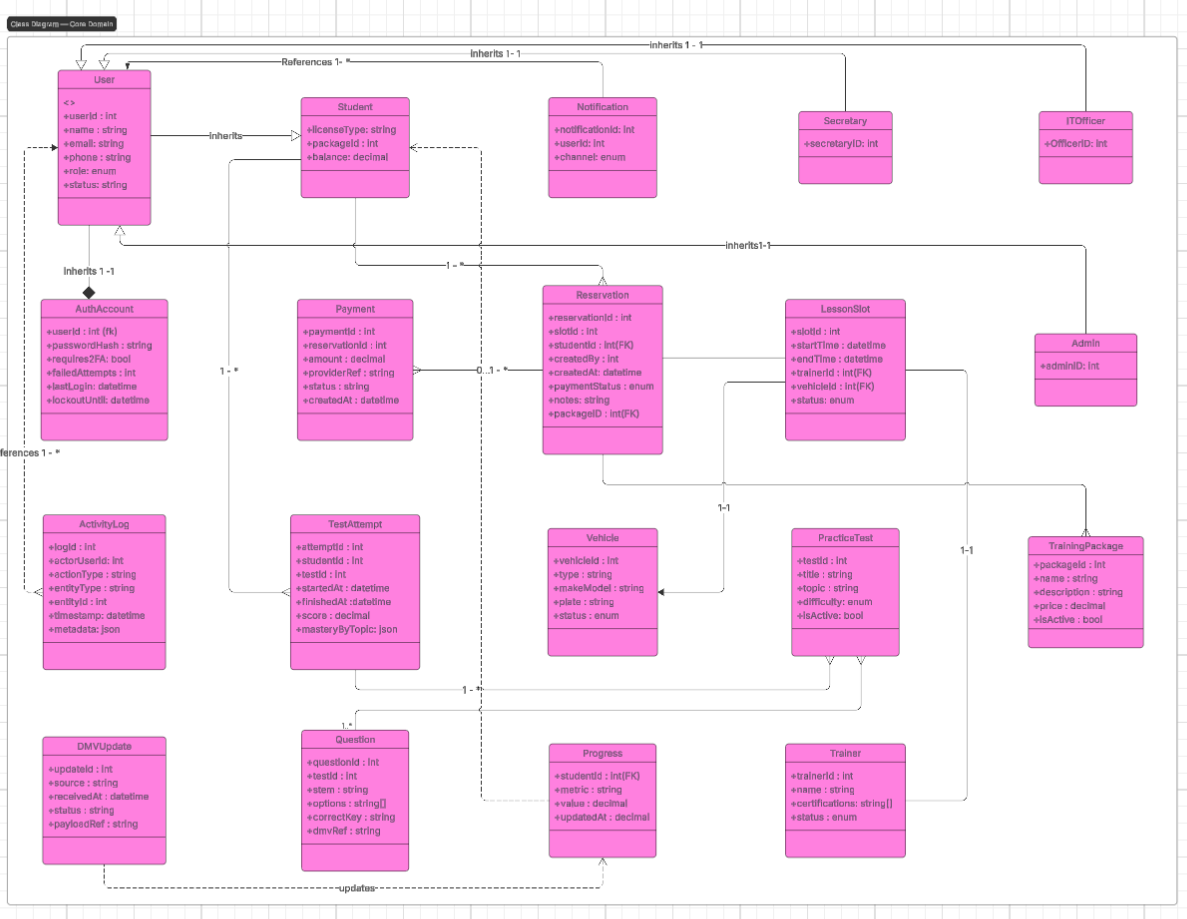 Class Diagram — Core Domain
inherits 1 - 1
inherits 1- 1
References 1- *
User
<>
+userId : int
+name : string
+email: string
+phone : string
+role: enum
+status: string
inherits
Student
+licenseType: string
+packageId : int
+balance: decimal
Notification
+notificationId: int
+userId: int
+channel: enum
Secretary
+secretaryID: int
ITOfficer
+OfficerID: int
inherits1-1
inherits 1 -1
1 - *
AuthAccount
+userId : int (fk)
+passwordHash : string
+requires2FA: bool
+failedAttempts : int
+lastLogin: datetime
+lockoutUntil: datetime
1 - *
Payment
+paymentId : int
+reservationId : int
+amount : decimal
+providerRef : string
+status : string
+createdAt : datetime
0...1 - *
Reservation
+reservationId : int
+slotId : int
+studentId : int(FK)
+createdBy : int
+createdAt: datetime
+paymentStatus : enum
+notes: string
+packageID : int(FK)
LessonSlot
+slotId : int
+startTime : datetime
+endTime : datetime
+trainerId : int(FK)
+vehicleId : int(FK)
+status: enum
Admin
+adminID: int
ferences 1 - *
1-1
1-1
ActivityLog
+logId : int
+actorUserId: int
+actionType : string
+entityType : string
+entityId : int
+timestamp: datetime
+metadata: json
TestAttempt
+attemptId : int
+studentId : int
+testId : int
+startedAt : datetime
+finishedAt :datetime
+score : decimal
+masteryByTopic: json
Vehicle
+vehicleId : int
+type : string
+makeModel : string
+plate : string
+status : enum
PracticeTest
+testId : int
+title : string
+topic : string
+difficulty: enum
+isActive: bool
TrainingPackage
+packageId : int
+name : string
+description : string
+price : decimal
+isActive : bool
1 - *
1..*
DMVUpdate
+updateId : int
+source : string
+receivedAt : datetime
+status : string
+payloadRef : string
Question
+questionId : int
+testId : int
+stem : string
+options : string[]
+correctKey : string
+dmvRef : string
Progress
+studentId : int(FK)
+metric : string
+value : decimal
+updatedAt : decimal
Trainer
+trainerId : int
+name : string
+certifications: string[]
+status : enum
updates